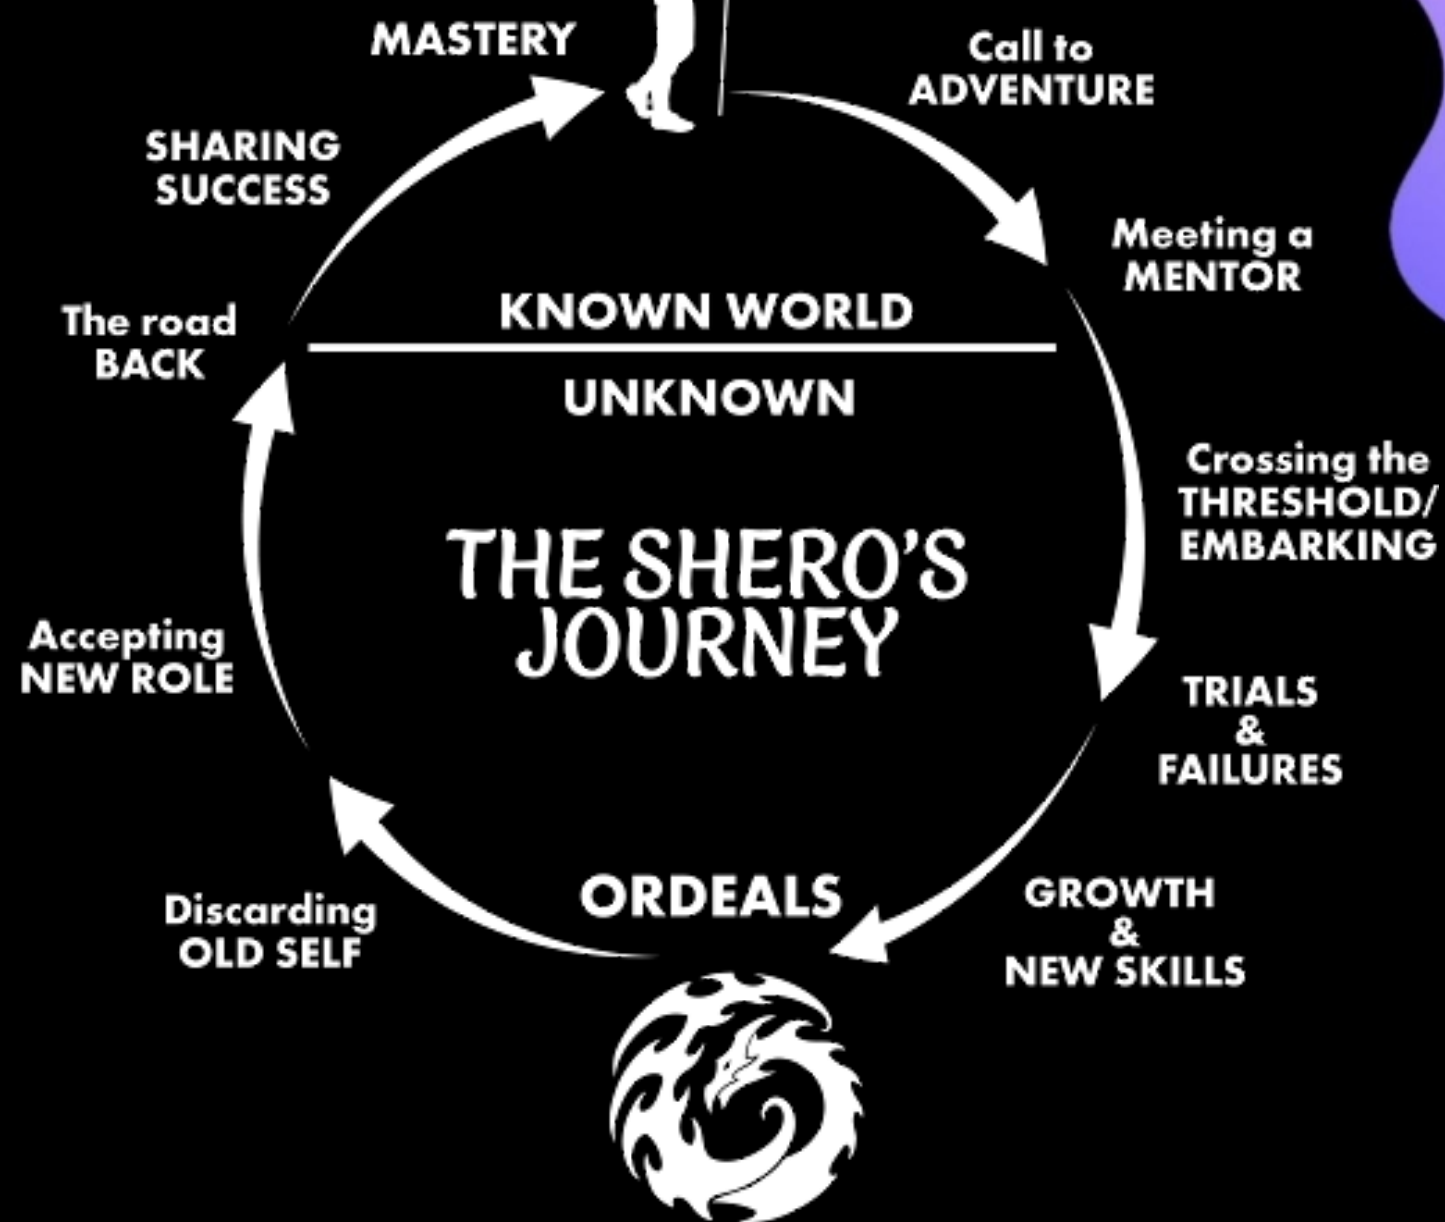 MASTERY
Call to
ADVENTURE
SHARING
SUCCESS
Meeting a
MENTOR
The road
BACK
KNOWN WORLD
UNKNOWN
Crossing the
THRESHOLD/
EMBARKING
THE SHERO'S
JOURNEY
Accepting
NEW ROLE
TRIALS
&
FAILURES
ORDEALS
GROWTH
&
NEW SKILLS
Discarding
OLD SELF